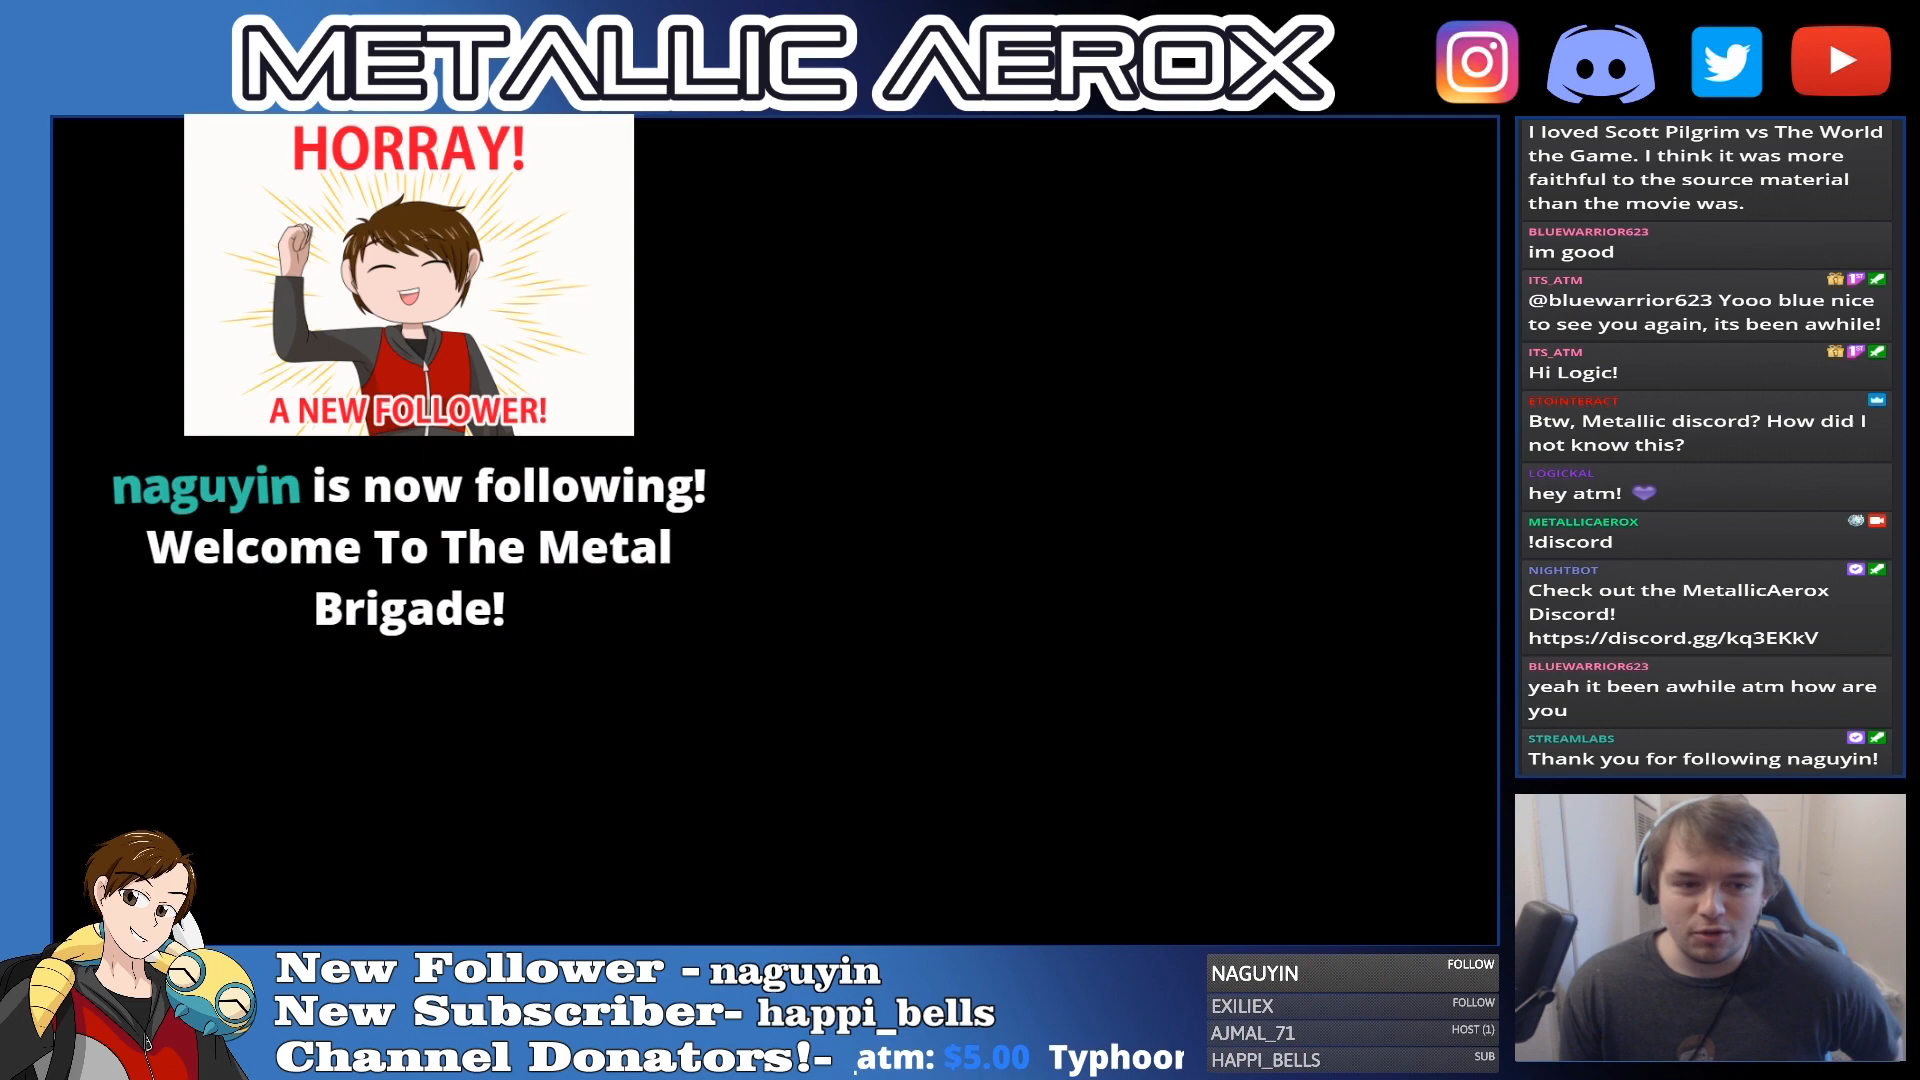 METALLIC AEROX
HORRAY!
A NEW FOLLOWER!
naguyin is now following!
Welcome To The Metal
Brigade!
I loved Scott Pilgrim vs The World
the Game. I think it was more
faithful to the source material
than the movie was.
BLUEWARRIOR623
im good
ITS_ATM
@bluewarrior623 Yooo blue nice
to see you again, its been awhile!
ITS_ATM
Hi Logic!
ETOINTERACT
Btw, Metallic discord? How did I
not know this?
LOGICKAL
hey atm!
METALLICAEROX
!discord
NIGHTBOT
Check out the MetallicAerox
Discord!
https://discord.gg/kq3EKkV
BLUEWARRIOR623
yeah it been awhile atm how are
you
STREAMLABS
Thank you for following naguyin!
New Follower - naguyin
New Subscriber- happi_bells
Channel Donators!- atm: $5.00 Typhoor
NAGUYIN FOLLOW
EXILIEX FOLLOW
AJMAL_71 HOST (1)
HAPPI_BELLS SUB